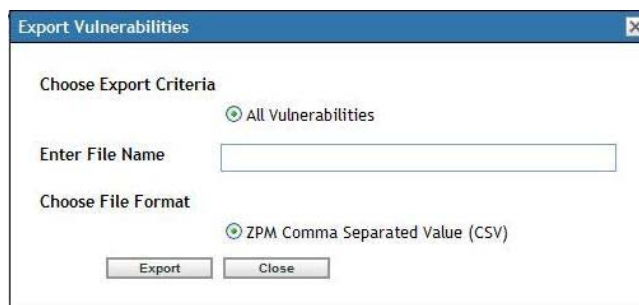 Export Vulnerabilities
Choose Export Criteria
All Vulnerabilities
Enter File Name
Choose File Format
ZPM Comma Separated Value (CSV)
Export Close